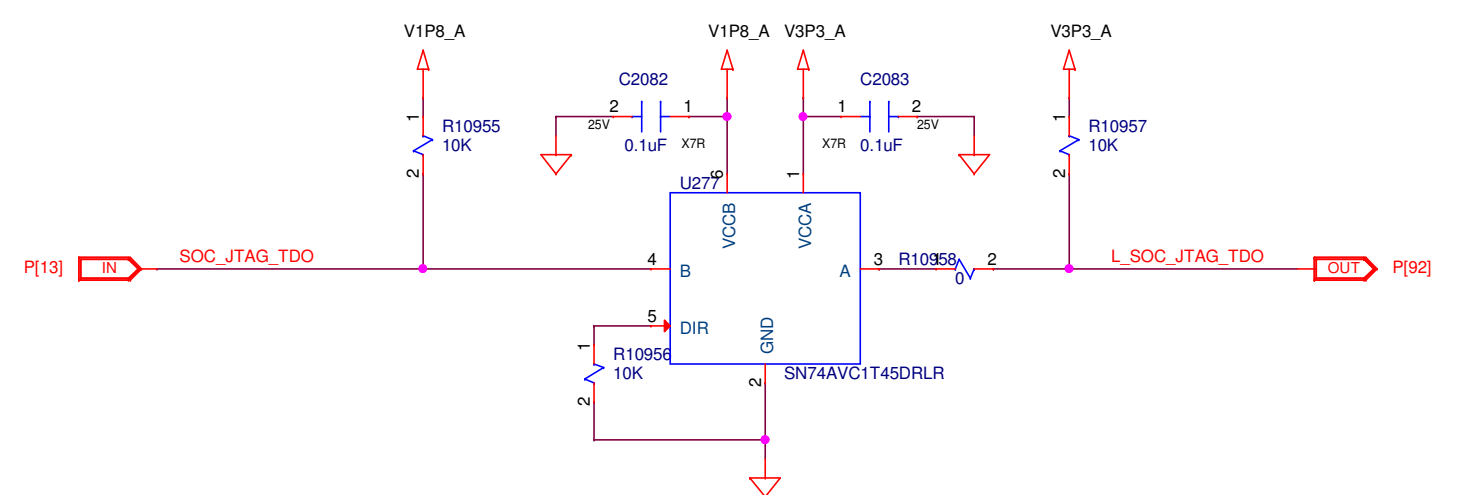 V1P8_A
V1P8_A
V3P3_A
V3P3_A
C2082
C2083
2
1
1
2
25V
25V
0.1uF
X7R
X7R
0.1uF
1
R10955
10K
2
1
R10957
10K
2
U277
6
1
VCCB
VCCA
P[13]
IN
SOC_JTAG_TDO
4
B
A
3
R10958
1
2
0
L_SOC_JTAG_TDO
OUT
P[92]
5
DIR
GND
1
R10956
10K
2
2
SN74AVC1T45DRLR